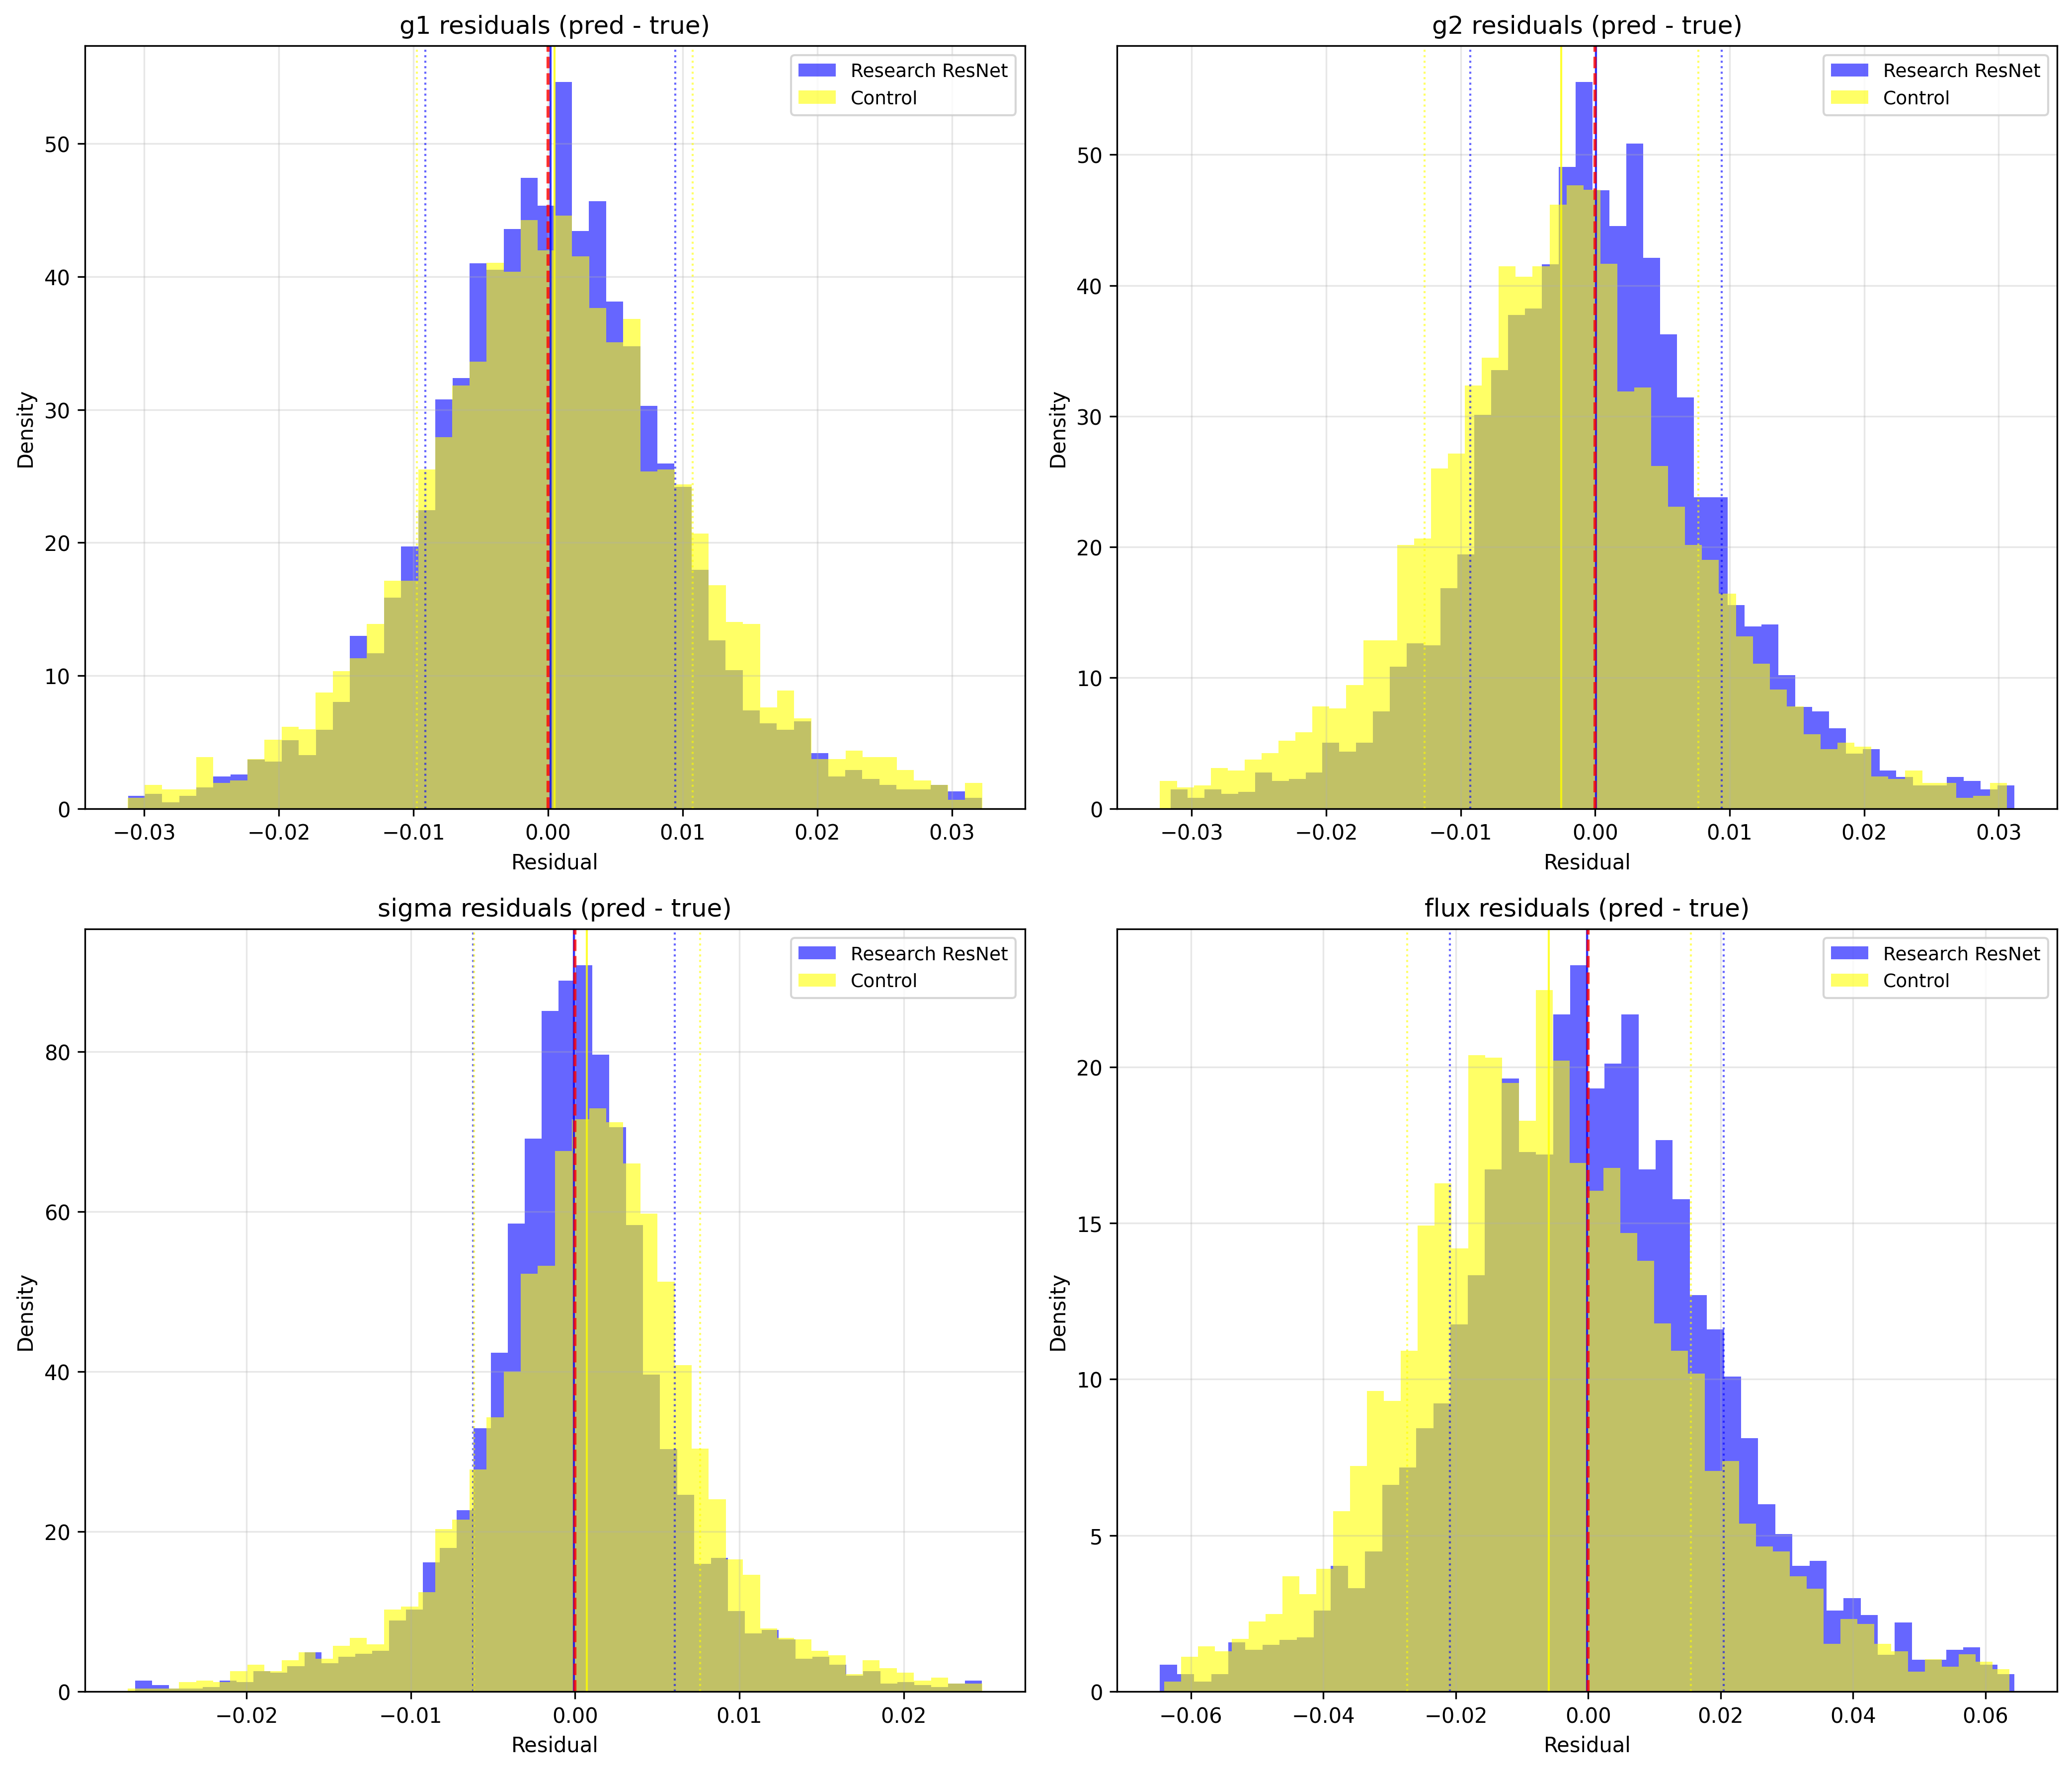 g1 residuals (pred - true)
Research ResNet
Control
Density
50
40
30
20
10
0
−0.03
−0.02
−0.01
0.00
0.01
0.02
0.03
Residual
g2 residuals (pred - true)
Research ResNet
Control
Density
50
40
30
20
10
0
−0.03
−0.02
−0.01
0.00
0.01
0.02
0.03
Residual
sigma residuals (pred - true)
Research ResNet
Control
Density
80
60
40
20
0
−0.02
−0.01
0.00
0.01
0.02
Residual
flux residuals (pred - true)
Research ResNet
Control
Density
20
15
10
5
0
−0.06
−0.04
−0.02
0.00
0.02
0.04
0.06
Residual